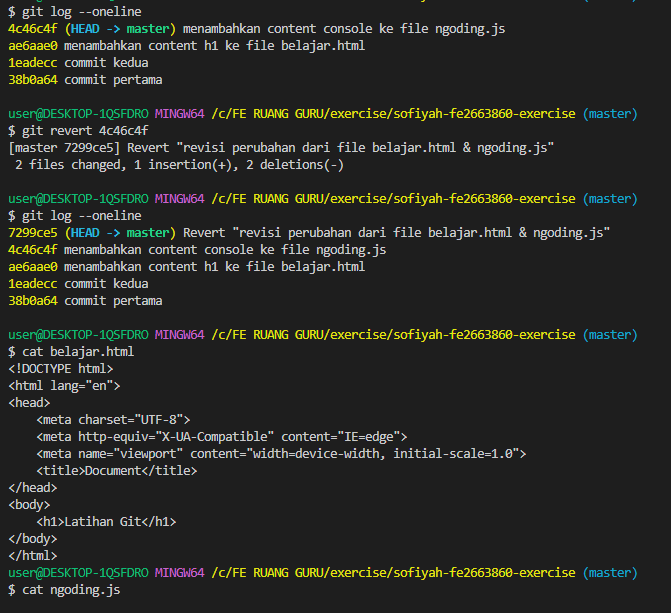 $ git log --oneline
4c46c4f (HEAD -> master) menambahkan content console ke file ngoding.js
ae6aae0 menambahkan content h1 ke file belajar.html
1eadecc commit kedua
38b0a64 commit pertama
user@DESKTOP-1QSFDRO MINGW64 /c/FE RUANG GURU/exercise/sofiyah-fe2663860-exercise (master)
$ git revert 4c46c4f
[master 7299ce5] Revert "revisi perubahan dari file belajar.html & ngoding.js"
 2 files changed, 1 insertion(+), 2 deletions(-)
user@DESKTOP-1QSFDRO MINGW64 /c/FE RUANG GURU/exercise/sofiyah-fe2663860-exercise (master)
$ git log --oneline
7299ce5 (HEAD -> master) Revert "revisi perubahan dari file belajar.html & ngoding.js"
4c46c4f menambahkan content console ke file ngoding.js
ae6aae0 menambahkan content h1 ke file belajar.html
1eadecc commit kedua
38b0a64 commit pertama
user@DESKTOP-1QSFDRO MINGW64 /c/FE RUANG GURU/exercise/sofiyah-fe2663860-exercise (master)
$ cat belajar.html
<!DOCTYPE html>
<html lang="en">
<head>
    <meta charset="UTF-8">
    <meta http-equiv="X-UA-Compatible" content="IE=edge">
    <meta name="viewport" content="width=device-width, initial-scale=1.0">
    <title>Document</title>
</head>
<body>
    <h1>Latihan Git</h1>
</body>
</html>
user@DESKTOP-1QSFDRO MINGW64 /c/FE RUANG GURU/exercise/sofiyah-fe2663860-exercise (master)
$ cat ngoding.js